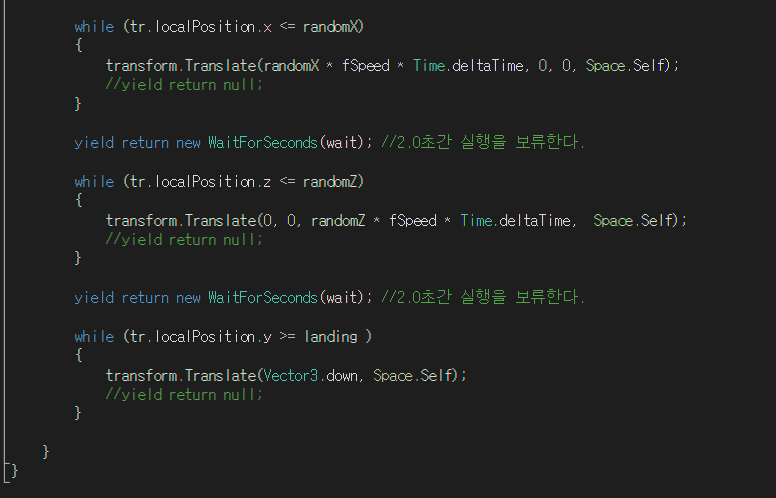 while (tr.localPosition.x <= randomX)
{
transform.Translate(randomX * fSpeed * Time.deltaTime, 0, 0, Space.Self);
//yield return null;
}
yield return new WaitForSeconds(wait); //2.0초간 실행을 보류한다.
while (tr.localPosition.z <= randomZ)
{
transform.Translate(0, 0, randomZ * fSpeed * Time.deltaTime,  Space.Self);
//yield return null;
}
yield return new WaitForSeconds(wait); //2.0초간 실행을 보류한다.
while (tr.localPosition.y >= landing )
{
transform.Translate(Vector3.down, Space.Self);
//yield return null;
}
}
}